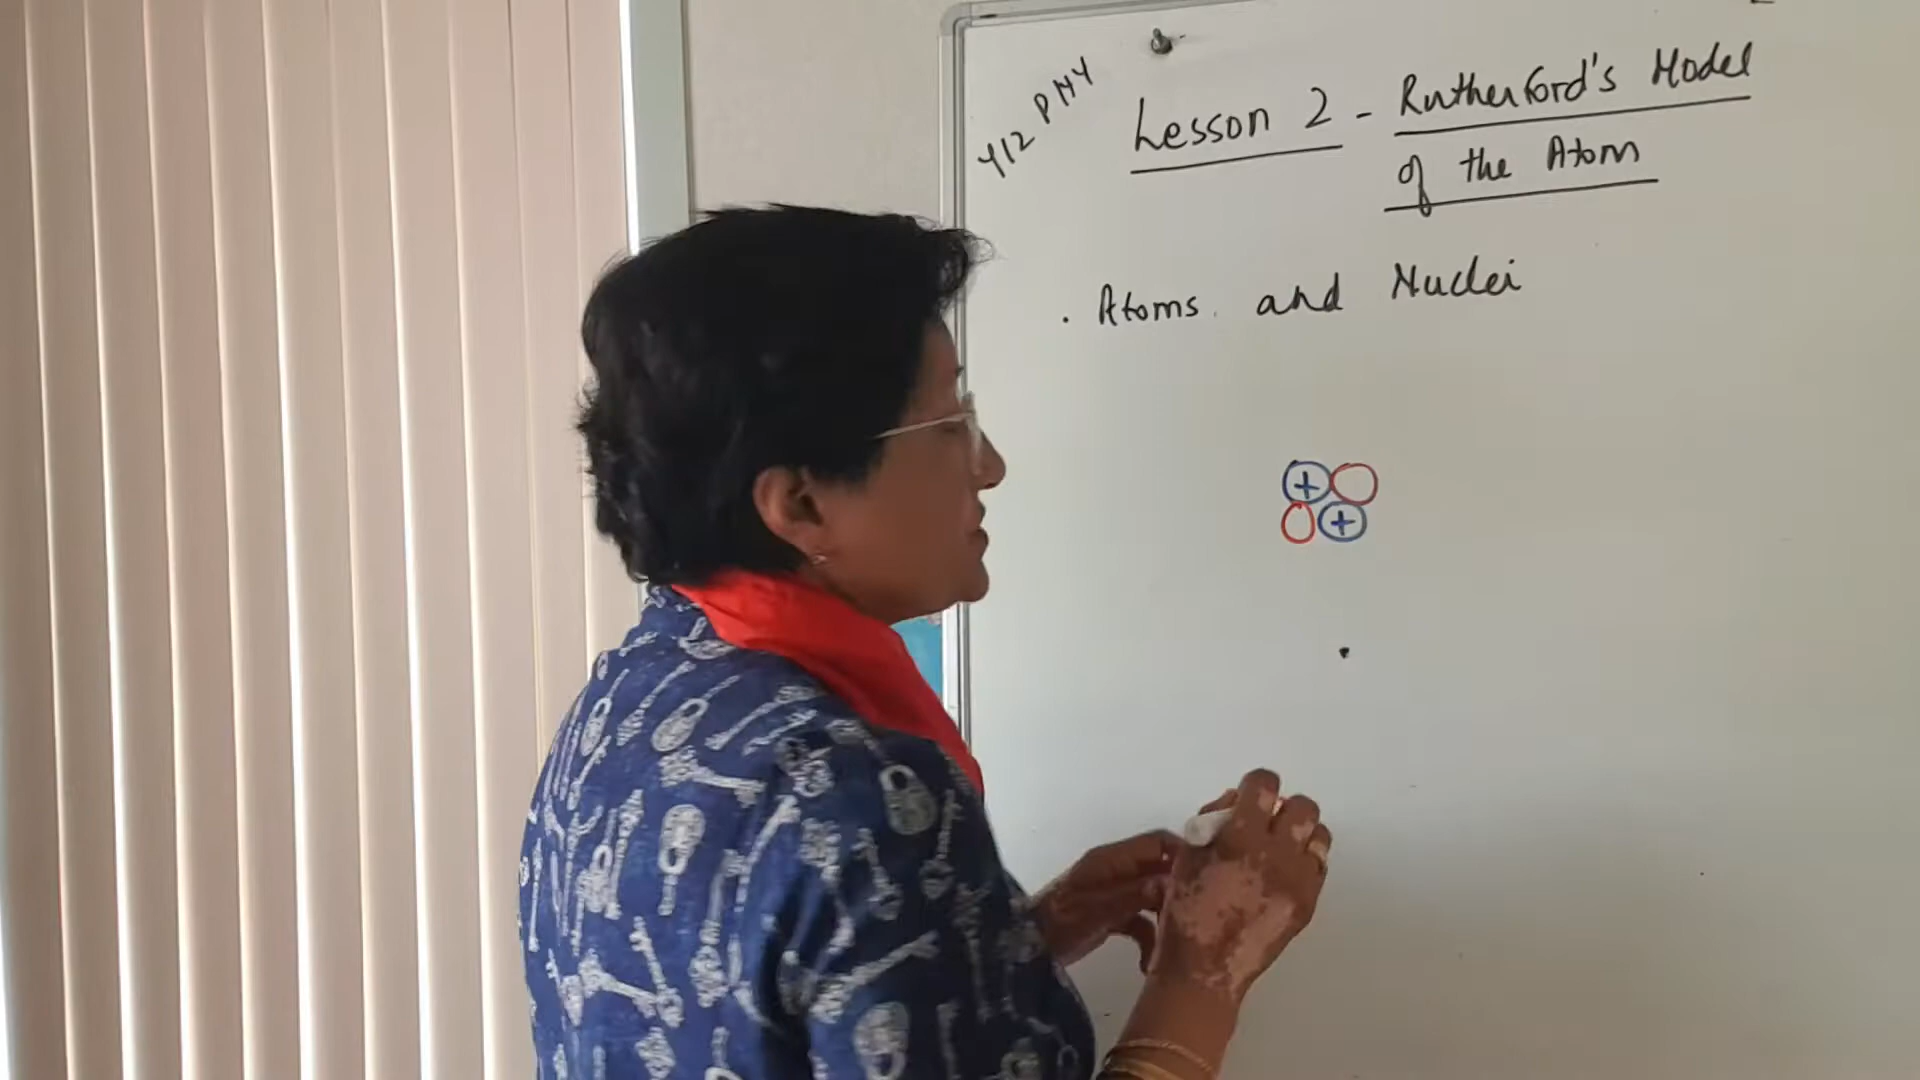 Y12 PHY
Lesson 2 - Rutherford's Model
of the Atom
. Atoms and Nuclei
+
+